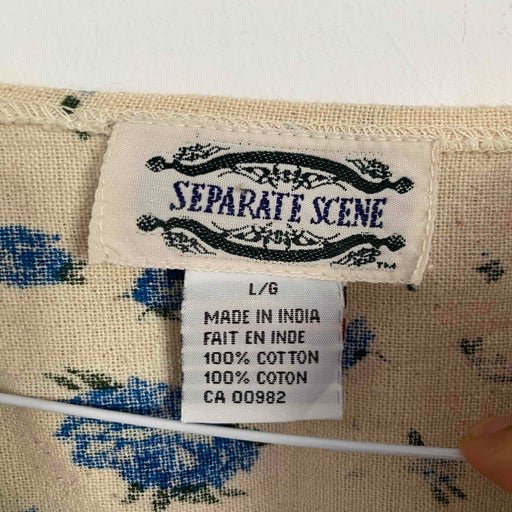 SEPARATE SCENE
TM
L/G
MADE IN INDIA
FAIT EN INDE
100% COTTON
100% COTON
CA 00982